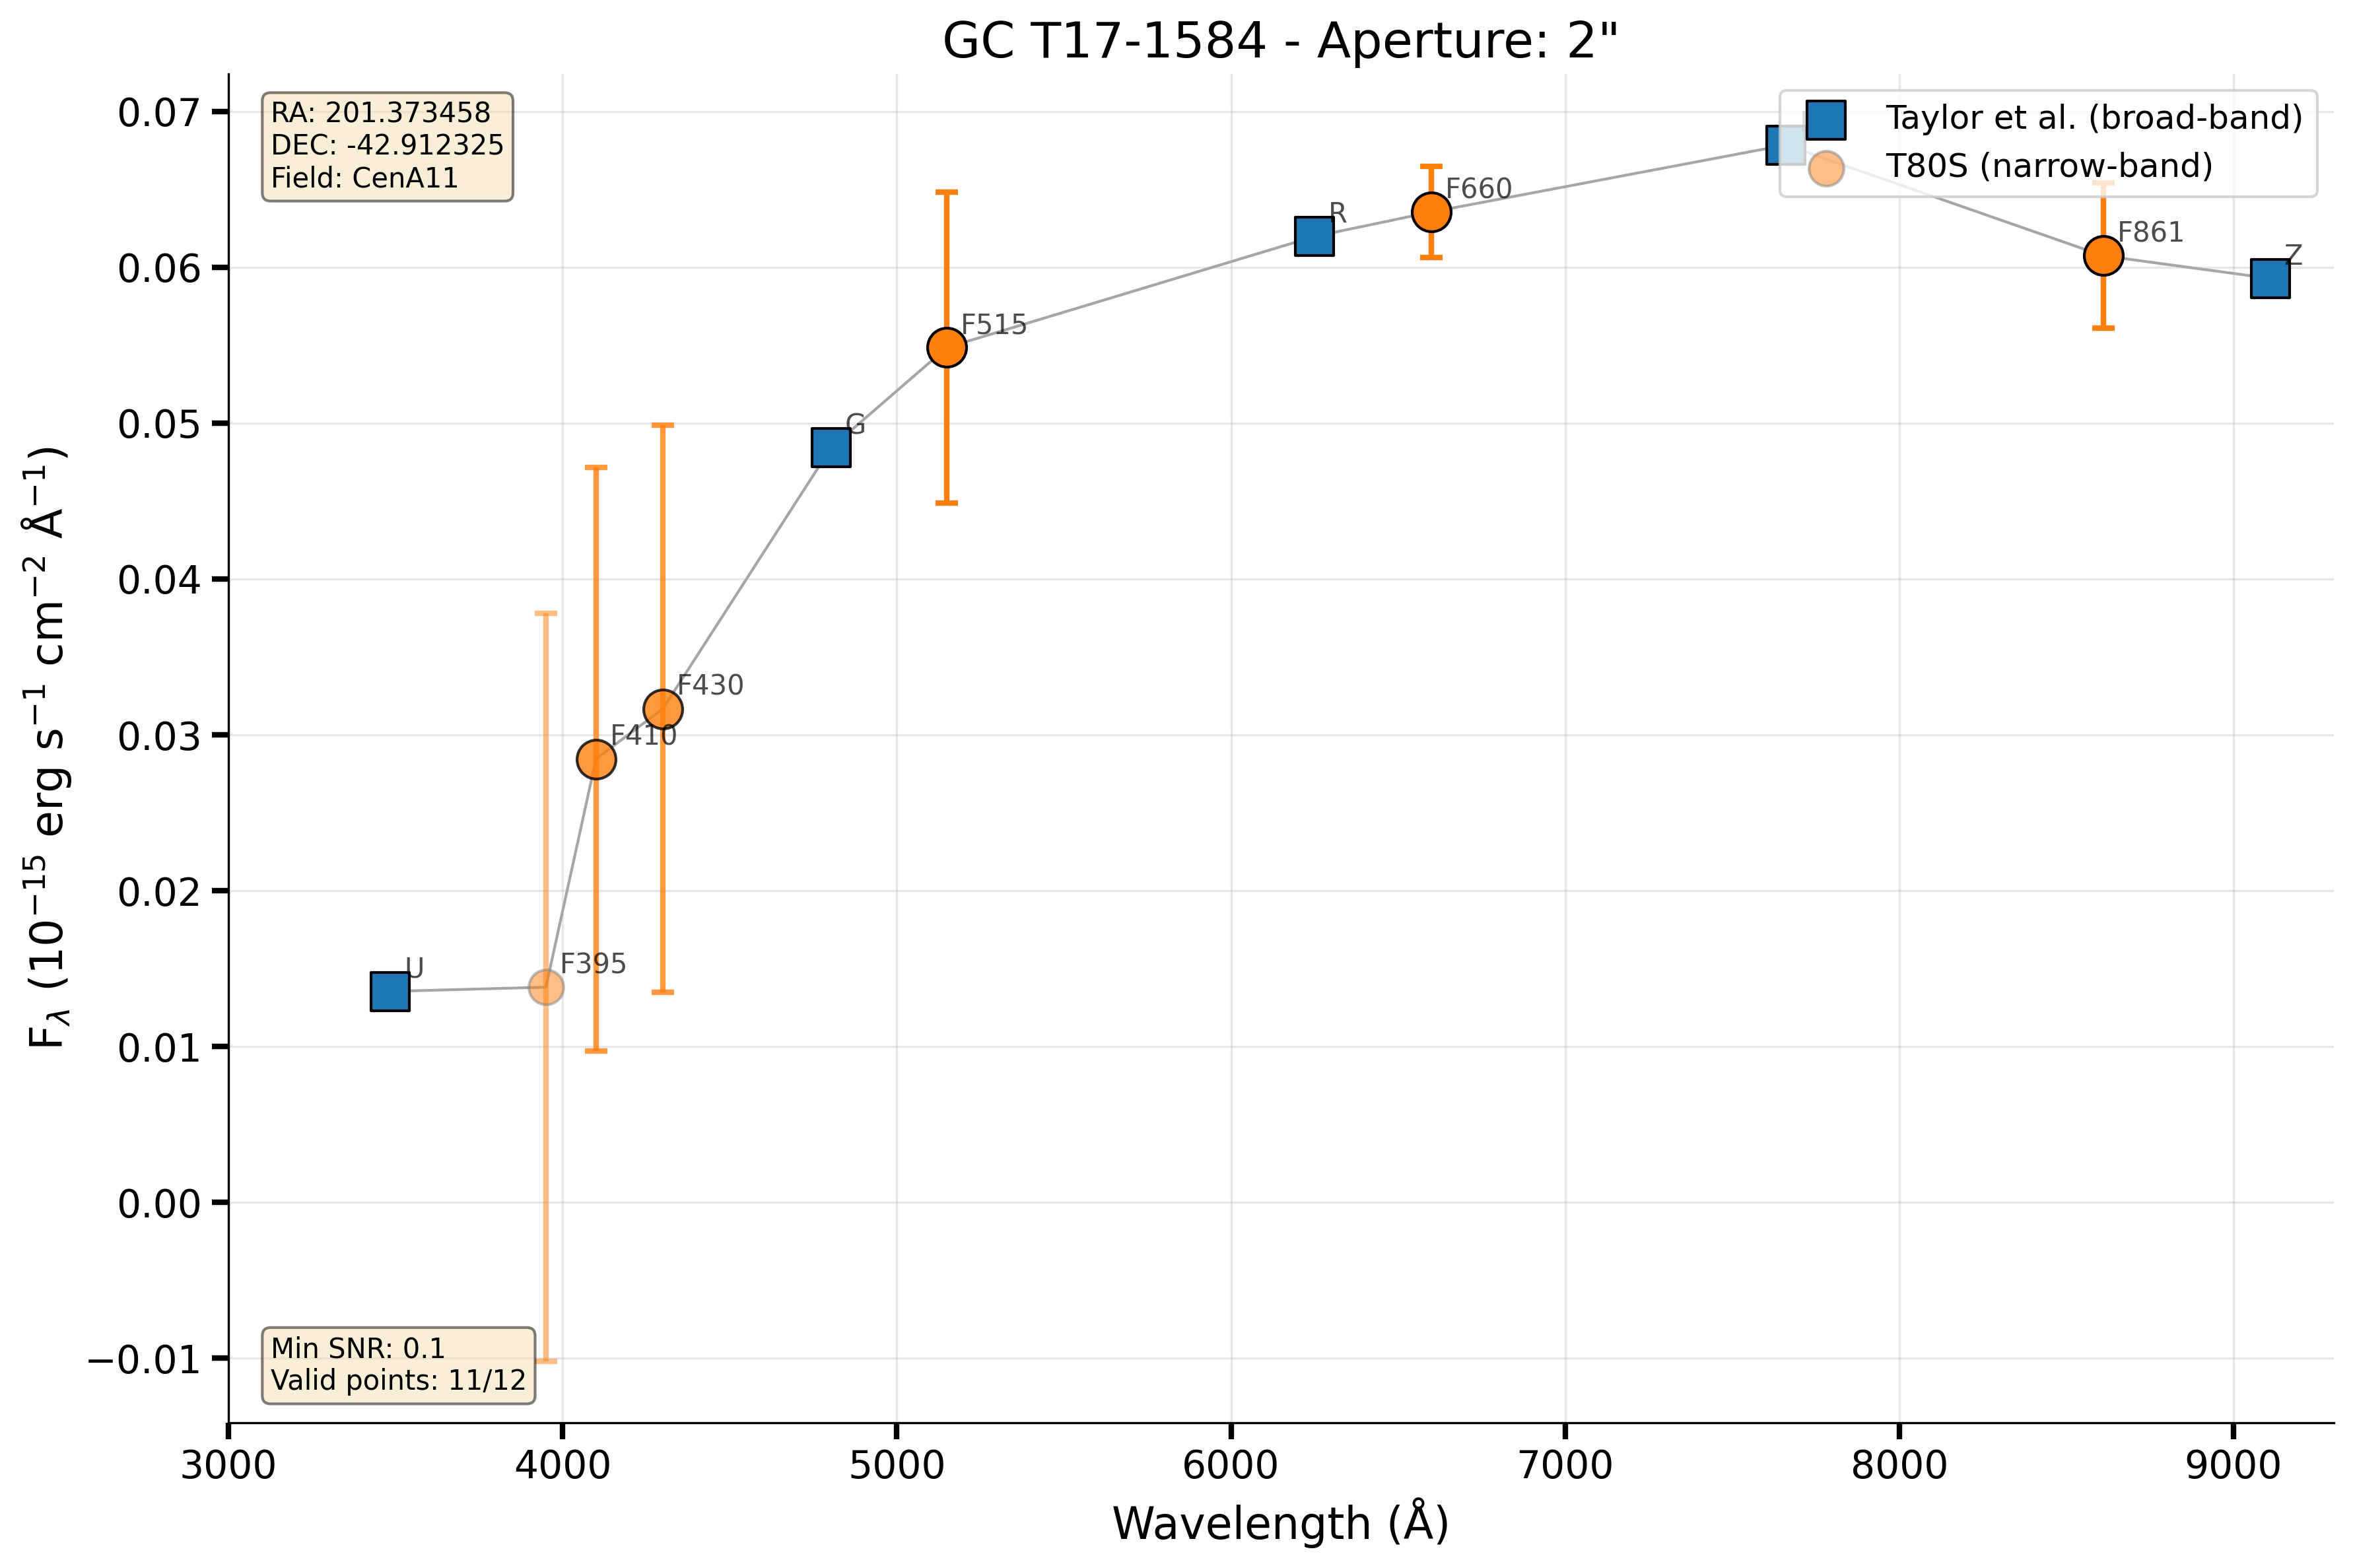 GC T17-1584 - Aperture: 2"
RA: 201.373458
DEC: -42.912325
Field: CenA11
Taylor et al. (broad-band)
T80S (narrow-band)
0.07
0.06
0.05
0.04
0.03
0.02
0.01
0.00
−0.01
F_λ (10⁻¹⁵ erg s⁻¹ cm⁻² Å⁻¹)
U
F395
F410
F430
G
F515
R
F660
F861
Z
Min SNR: 0.1
Valid points: 11/12
3000 4000 5000 6000 7000 8000 9000
Wavelength (Å)